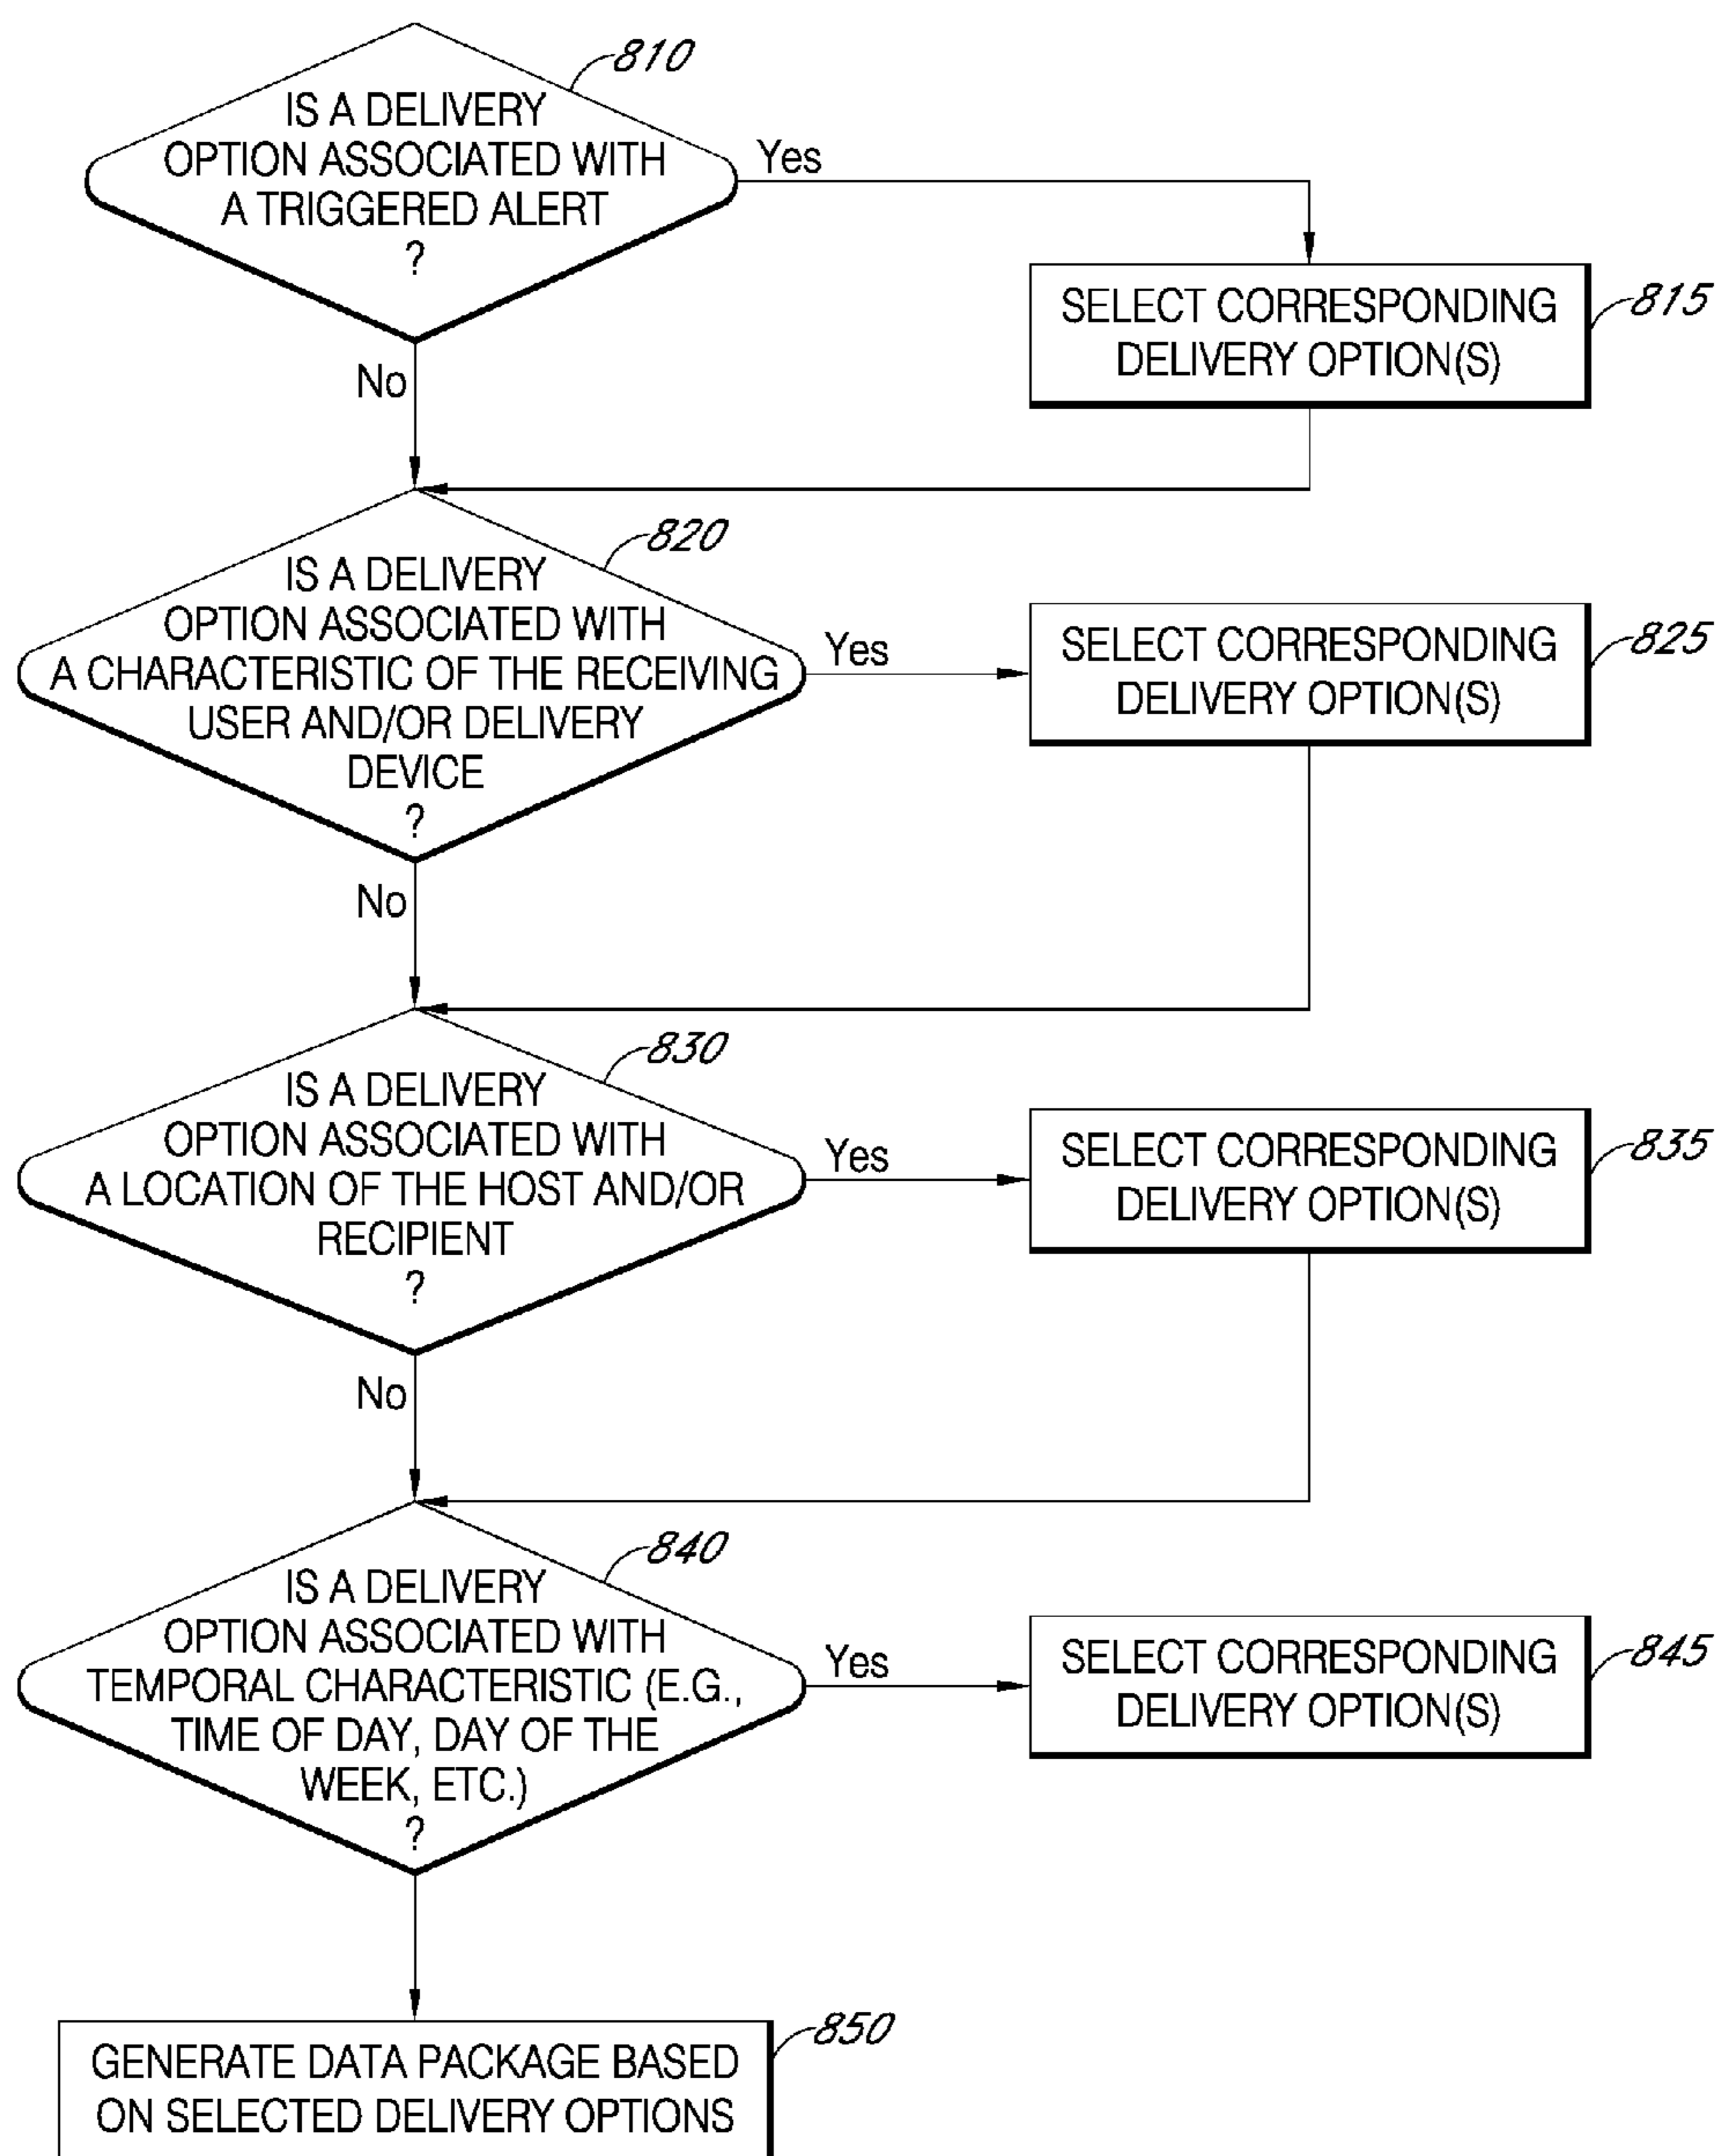 810
IS A DELIVERY
OPTION ASSOCIATED WITH
A TRIGGERED ALERT
?
Yes
No
SELECT CORRESPONDING
DELIVERY OPTION(S)
815
820
IS A DELIVERY
OPTION ASSOCIATED WITH
A CHARACTERISTIC OF THE RECEIVING
USER AND/OR DELIVERY
DEVICE
?
Yes
No
SELECT CORRESPONDING
DELIVERY OPTION(S)
825
830
IS A DELIVERY
OPTION ASSOCIATED WITH
A LOCATION OF THE HOST AND/OR
RECIPIENT
?
Yes
No
SELECT CORRESPONDING
DELIVERY OPTION(S)
835
840
IS A DELIVERY
OPTION ASSOCIATED WITH
TEMPORAL CHARACTERISTIC (E.G.,
TIME OF DAY, DAY OF THE
WEEK, ETC.)
?
Yes
SELECT CORRESPONDING
DELIVERY OPTION(S)
845
850
GENERATE DATA PACKAGE BASED
ON SELECTED DELIVERY OPTIONS